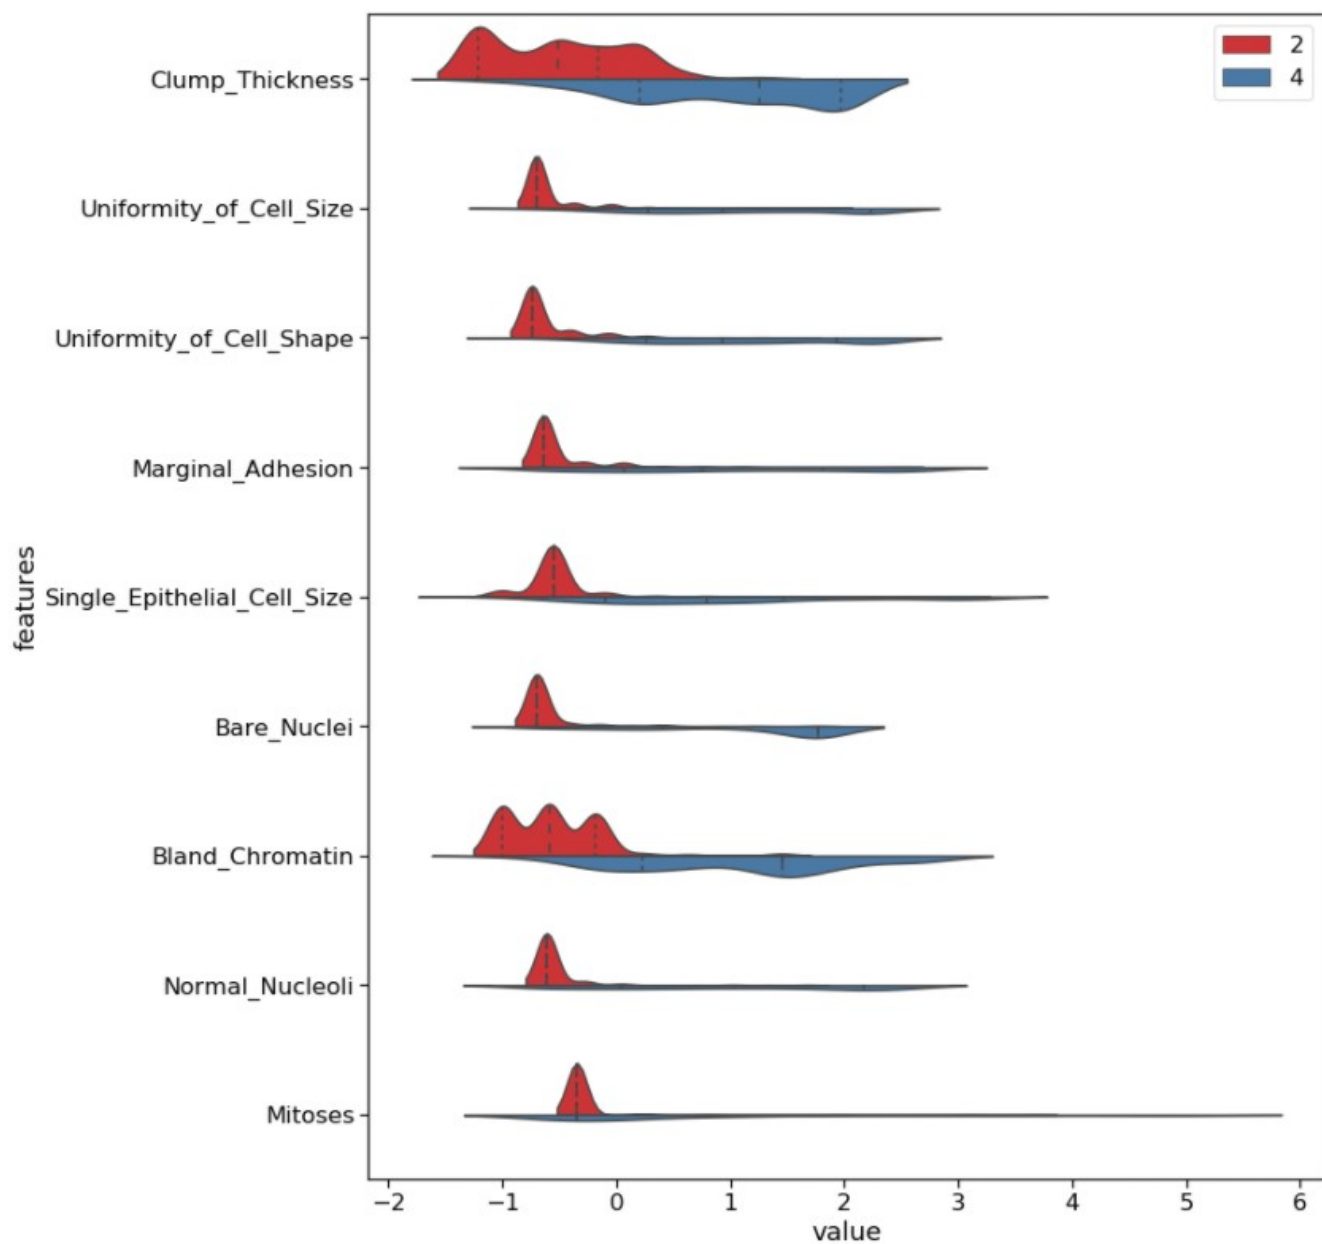 2
4
Clump_Thickness
Uniformity_of_Cell_Size
Uniformity_of_Cell_Shape
Marginal_Adhesion
features
Single_Epithelial_Cell_Size
Bare_Nuclei
Bland_Chromatin
Normal_Nucleoli
Mitoses
−2 −1 0 1 2 3 4 5 6
value